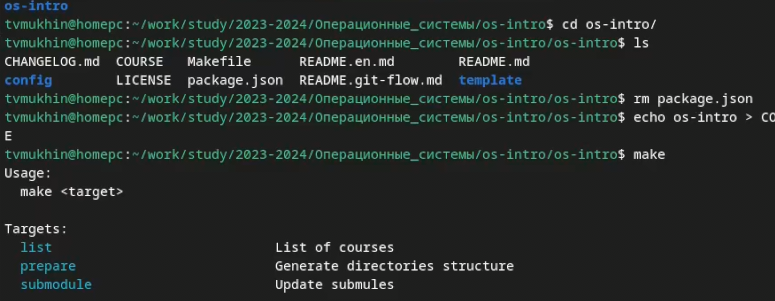 os-intro
tvmukhin@homepc:~/work/study/2023-2024/Операционные_системы/os-intro$ cd os-intro/
tvmukhin@homepc:~/work/study/2023-2024/Операционные_системы/os-intro/os-intro$ ls
CHANGELOG.md COURSE Makefile README.en.md README.md
config LICENSE package.json README.git-flow.md template
tvmukhin@homepc:~/work/study/2023-2024/Операционные_системы/os-intro/os-intro$ rm package.json
tvmukhin@homepc:~/work/study/2023-2024/Операционные_системы/os-intro/os-intro$ echo os-intro > CO
E
tvmukhin@homepc:~/work/study/2023-2024/Операционные_системы/os-intro/os-intro$ make
Usage:
make <target>
Targets:
list List of courses
prepare Generate directories structure
submodule Update submules